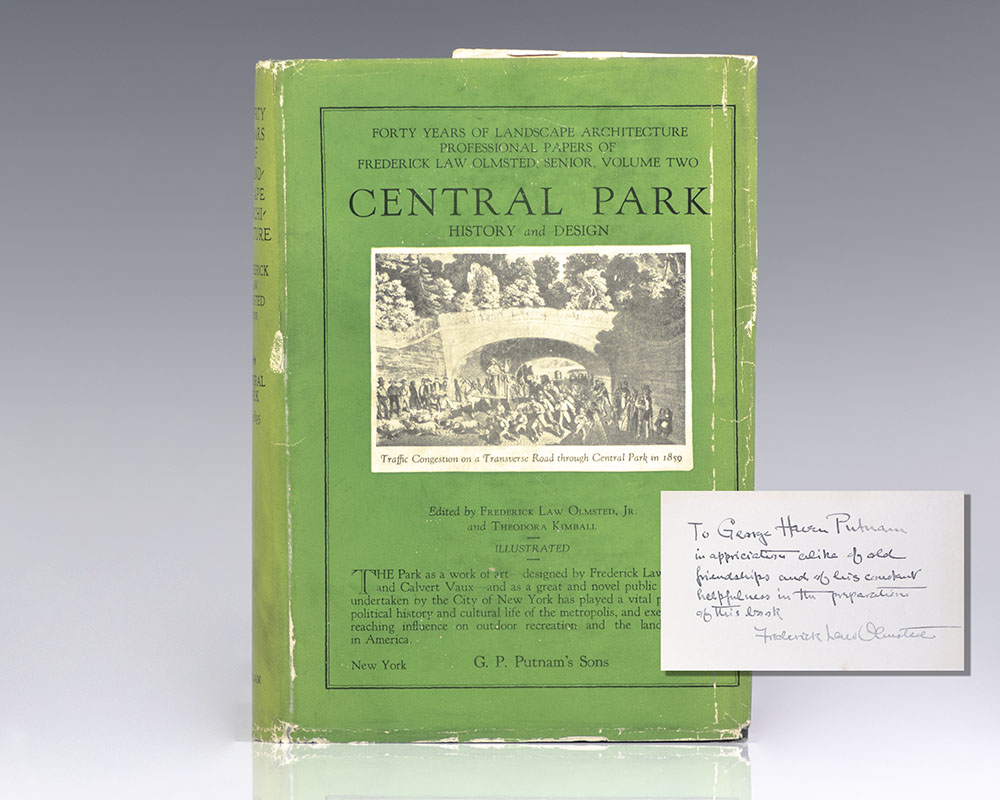 FORTY YEARS OF LANDSCAPE ARCHITECTURE
PROFESSIONAL PAPERS OF
FREDERICK LAW OLMSTED, SENIOR, VOLUME TWO
CENTRAL PARK
HISTORY and DESIGN
Traffic Congestion on a Transverse Road through Central Park in 1859
Edited by FREDERICK LAW OLMSTED, JR.
and THEODORA KIMBALL
ILLUSTRATED
THE Park as a work of art—designed by Frederick Law
and Calvert Vaux—and as a great and novel public
undertaken by the City of New York has played a vital p
political history and cultural life of the metropolis, and exe
reaching influence on outdoor recreation and the land
in America.
New York G. P. Putnam's Sons
To George Haven Putnam
in appriciation alike of old
friendships and of his constant
helpfulness in the preparation
of this book
Frederick Law Olmsted